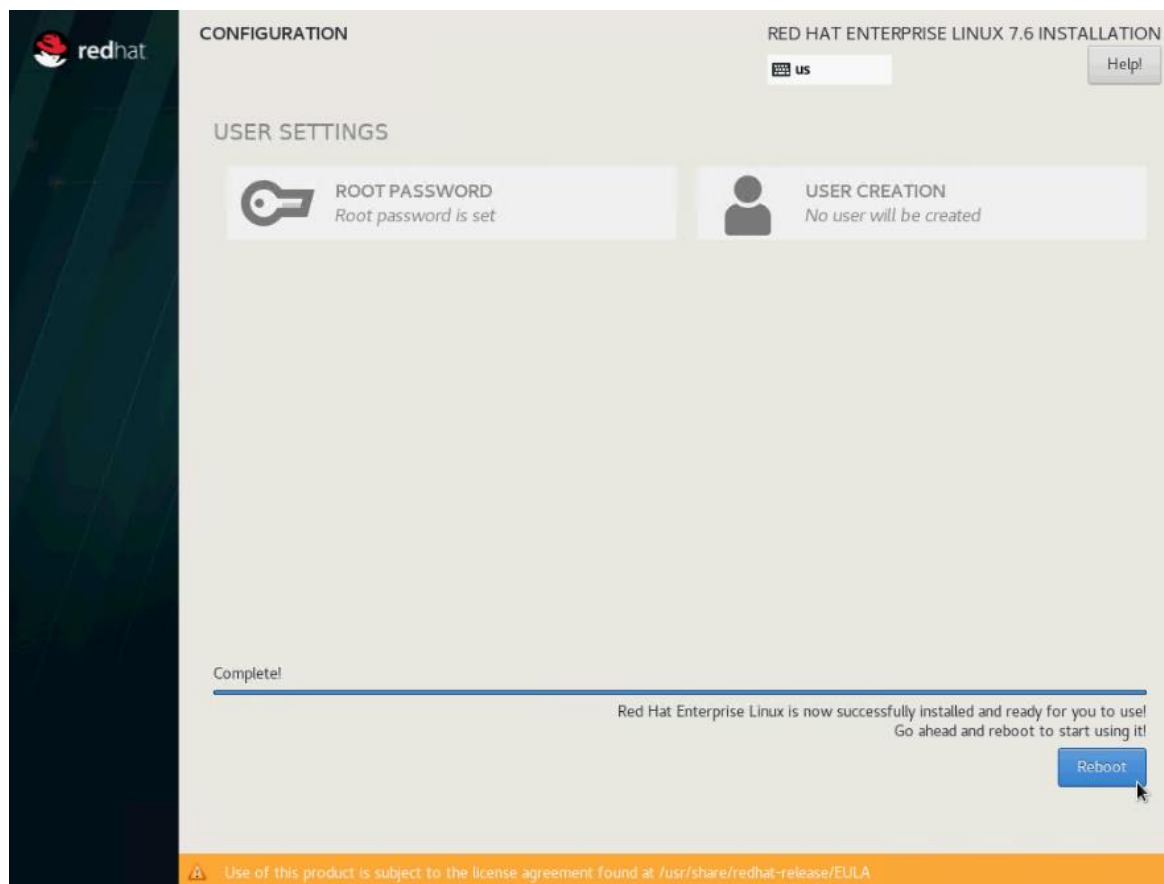 redhat
CONFIGURATION
RED HAT ENTERPRISE LINUX 7.6 INSTALLATION
us
Help!
USER SETTINGS
ROOT PASSWORD
Root password is set
USER CREATION
No user will be created
Complete!
Red Hat Enterprise Linux is now successfully installed and ready for you to use!
Go ahead and reboot to start using it!
Reboot
Use of this product is subject to the license agreement found at /usr/share/redhat-release/EULA